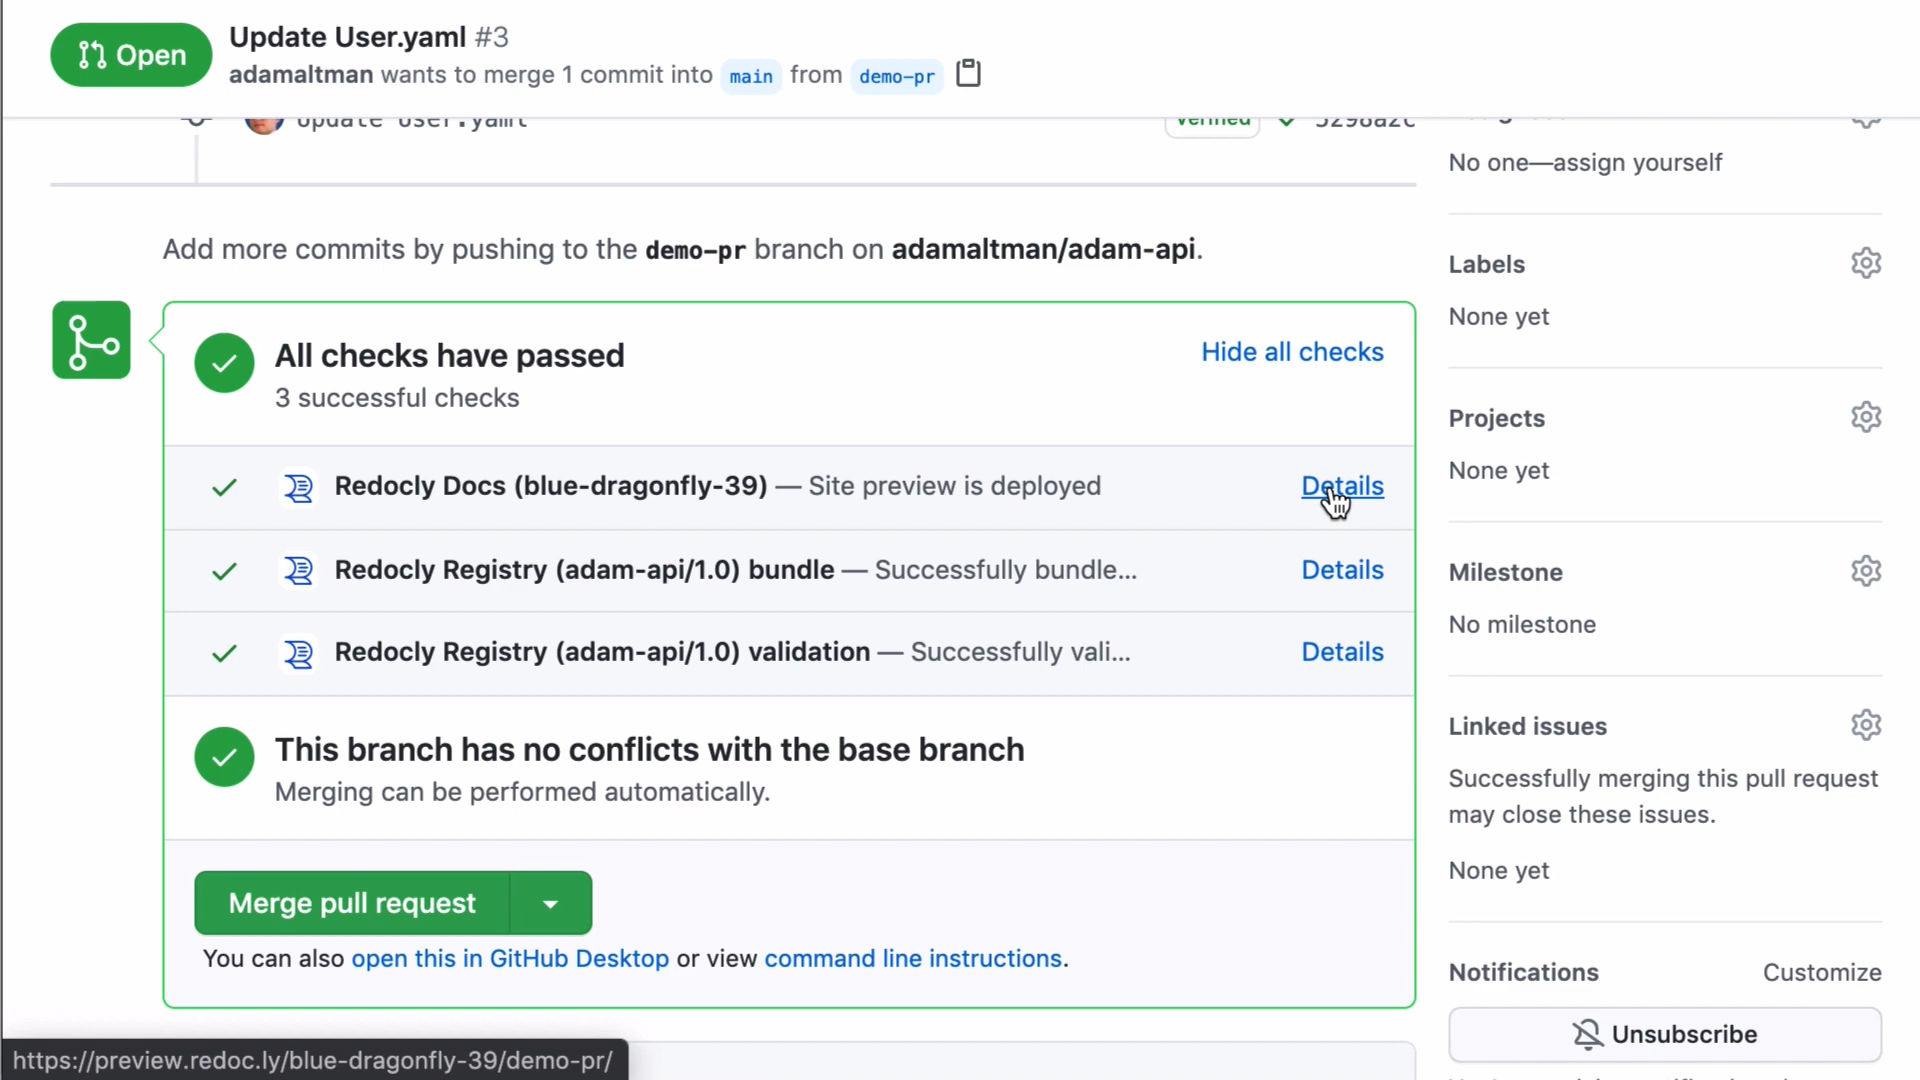 Open
Update User.yaml #3
adamaltman wants to merge 1 commit into main from demo-pr
Update User.yaml
Verified
5298a2c
No one—assign yourself
Add more commits by pushing to the demo-pr branch on adamaltman/adam-api.
All checks have passed
3 successful checks
Hide all checks
Redocly Docs (blue-dragonfly-39) — Site preview is deployed
Details
Redocly Registry (adam-api/1.0) bundle — Successfully bundle...
Details
Redocly Registry (adam-api/1.0) validation — Successfully vali...
Details
This branch has no conflicts with the base branch
Merging can be performed automatically.
Merge pull request
You can also open this in GitHub Desktop or view command line instructions.
Labels
None yet
Projects
None yet
Milestone
No milestone
Linked issues
Successfully merging this pull request
may close these issues.
None yet
Notifications
Customize
Unsubscribe
https://preview.redoc.ly/blue-dragonfly-39/demo-pr/